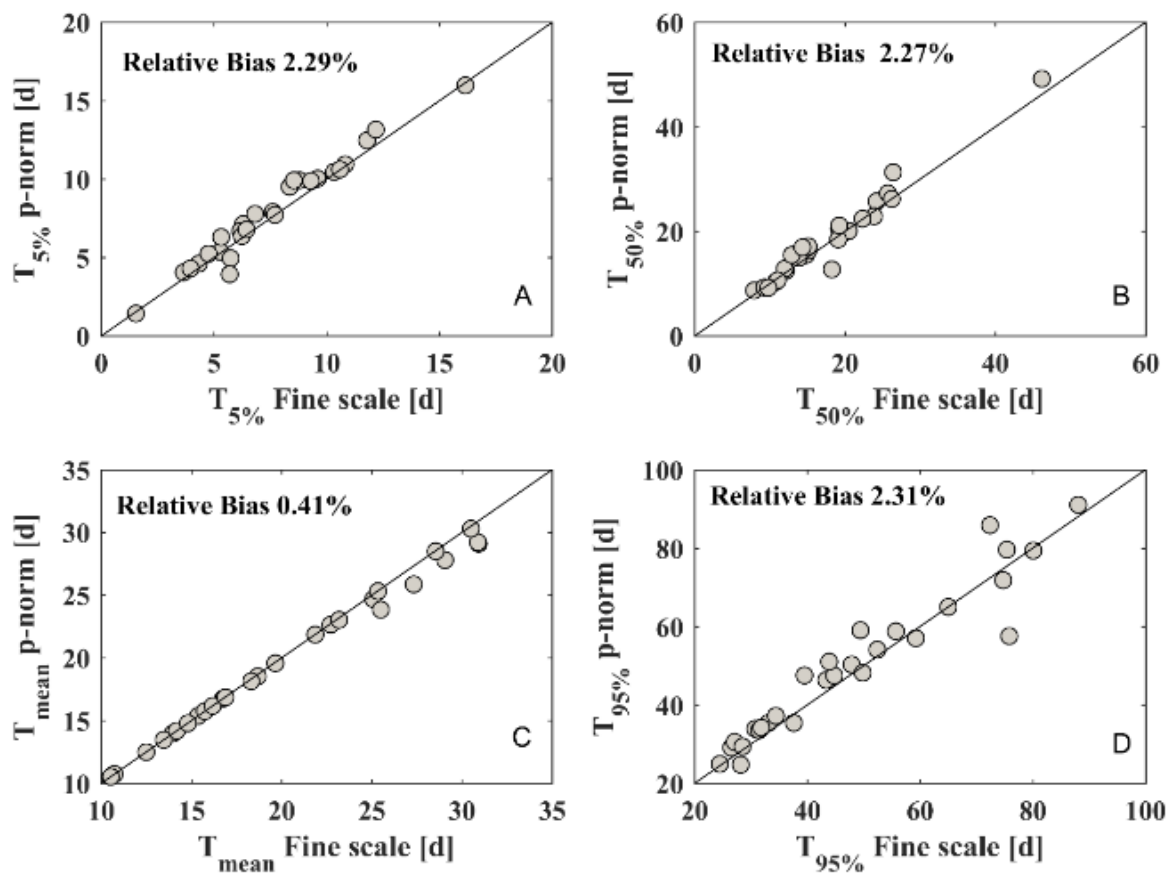 20
15
10
5
0
T5% p-norm [d]
Relative Bias 2.29%
A
0 5 10 15 20
T5% Fine scale [d]
60
40
20
0
T50% p-norm [d]
Relative Bias 2.27%
B
0 20 40 60
T50% Fine scale [d]
35
30
25
20
15
10
Tmean p-norm [d]
Relative Bias 0.41%
C
10 15 20 25 30 35
Tmean Fine scale [d]
100
80
60
40
20
T95% p-norm [d]
Relative Bias 2.31%
D
20 40 60 80 100
T95% Fine scale [d]